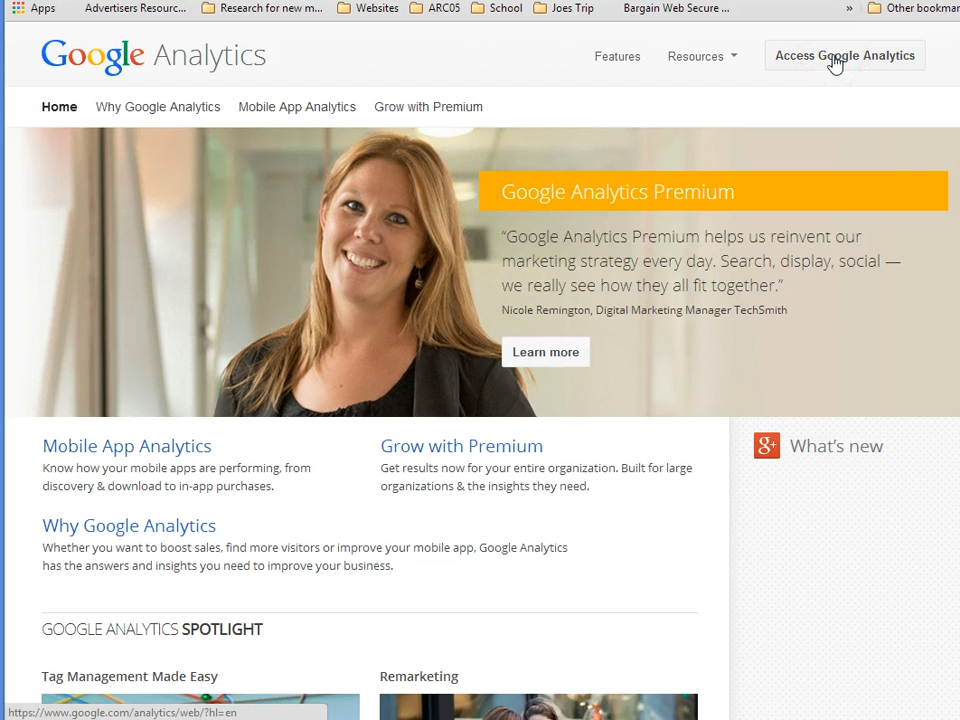 Apps Advertisers Resourc... Research for new m... Websites ARC05 School Joes Trip Bargain Web Secure ... » Other bookmar
Google Analytics
Features Resources Access Google Analytics
Home Why Google Analytics Mobile App Analytics Grow with Premium
Google Analytics Premium
“Google Analytics Premium helps us reinvent our
marketing strategy every day. Search, display, social —
we really see how they all fit together.”
Nicole Remington, Digital Marketing Manager TechSmith
Learn more
Mobile App Analytics
Know how your mobile apps are performing, from
discovery & download to in-app purchases.
Grow with Premium
Get results now for your entire organization. Built for large
organizations & the insights they need.
g+ What's new
Why Google Analytics
Whether you want to boost sales, find more visitors or improve your mobile app, Google Analytics
has the answers and insights you need to improve your business.
GOOGLE ANALYTICS SPOTLIGHT
Tag Management Made Easy
Remarketing
https://www.google.com/analytics/web/?hl=en